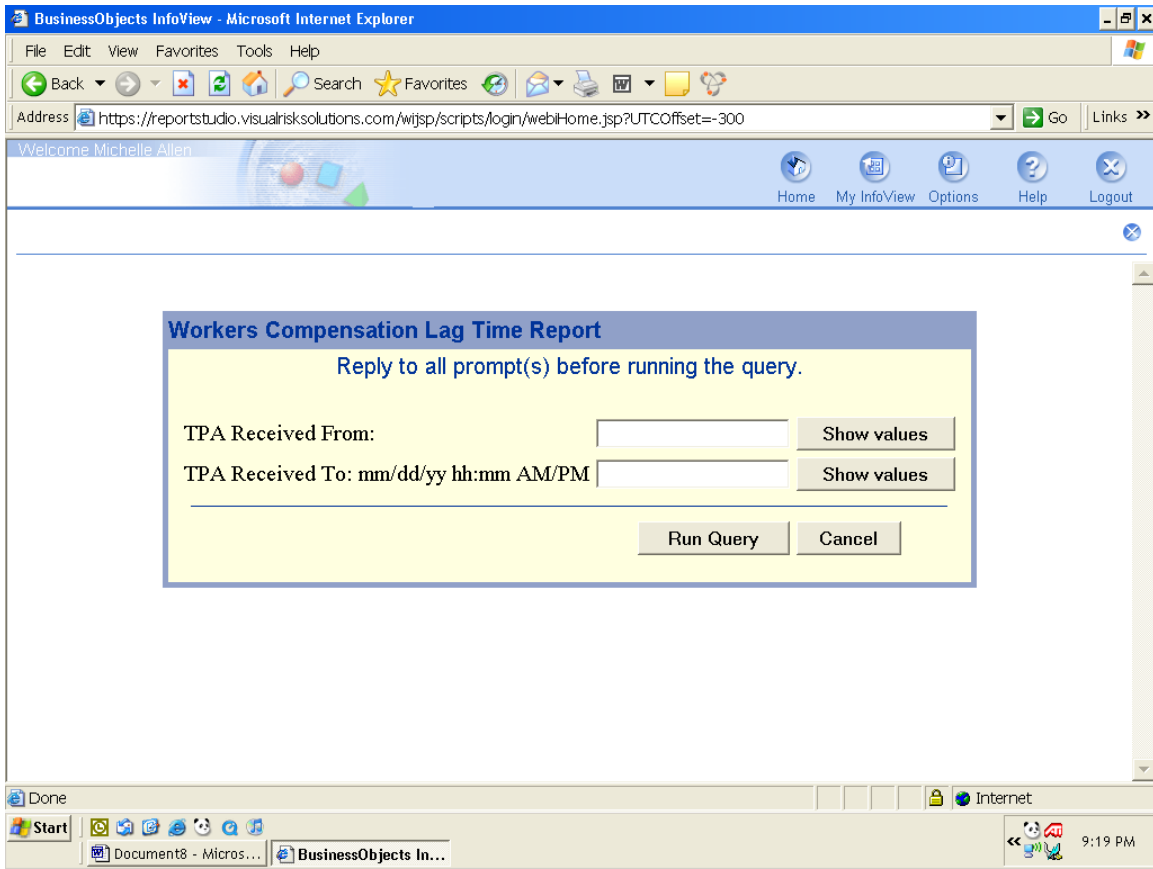 BusinessObjects InfoView - Microsoft Internet Explorer
File Edit View Favorites Tools Help
Back Search Favorites
Address https://reportstudio.visualrisksolutions.com/wijsp/scripts/login/webiHome.jsp?UTCOffset=-300 Go Links »
Welcome Michelle Allen
Home My InfoView Options Help Logout
Workers Compensation Lag Time Report
Reply to all prompt(s) before running the query.
TPA Received From: Show values
TPA Received To: mm/dd/yy hh:mm AM/PM Show values
Run Query Cancel
Done Internet
Start
Document8 - Micros... BusinessObjects In... 9:19 PM